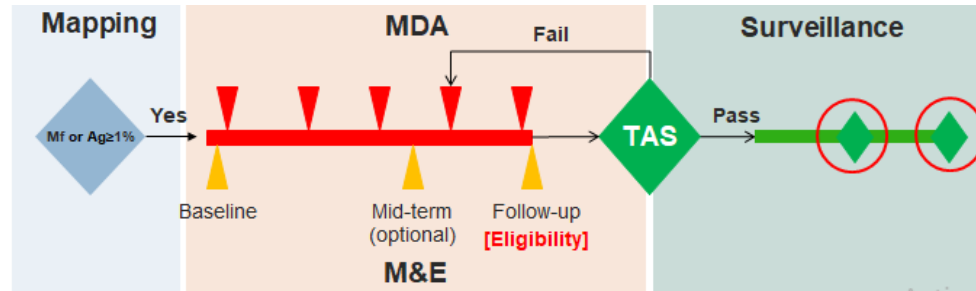 Mapping
MDA
Surveillance
Fail
Mf or Ag≥1%
Yes
TAS
Pass
Baseline
Mid-term
(optional)
Follow-up
[Eligibility]
M&E